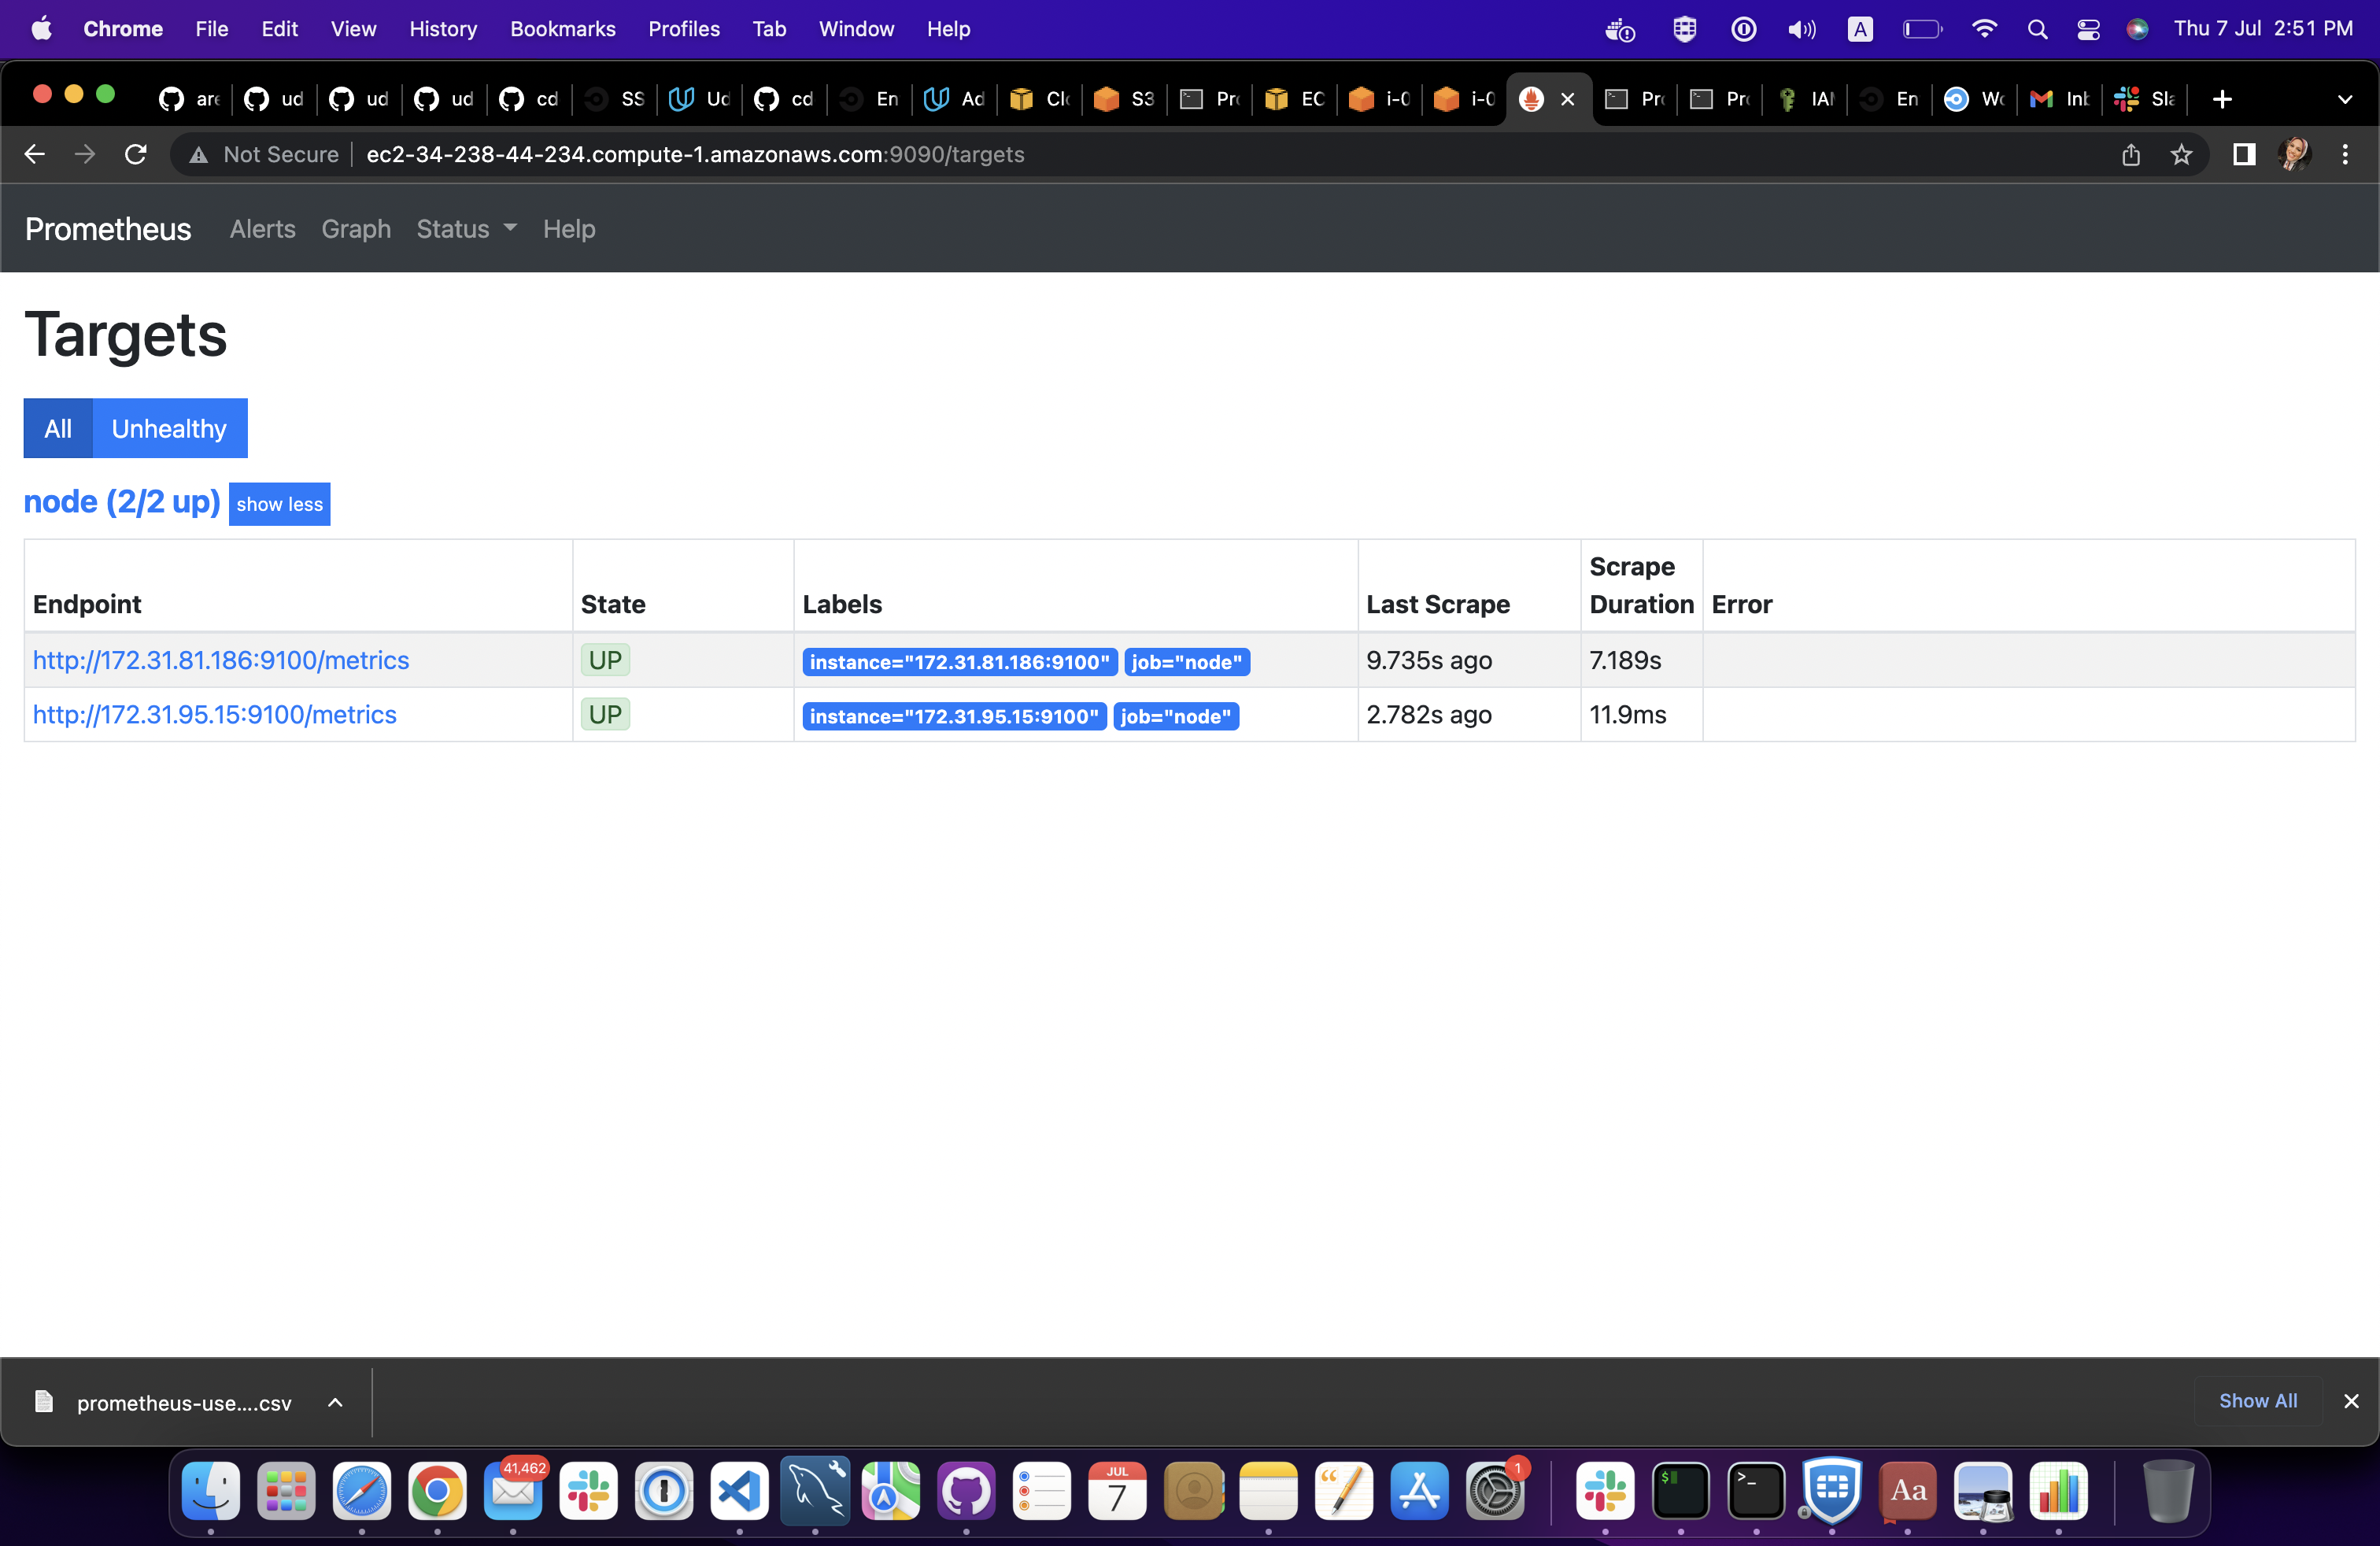 Chrome File Edit View History Bookmarks Profiles Tab Window Help A Thu 7 Jul 2:51 PM
are ud ud ud cd SS Ud cd En Ad Clo S3 Pro EC i-0 i-0 Pro Pro IAM En Wo Inb Sla
Not Secure ec2-34-238-44-234.compute-1.amazonaws.com:9090/targets
Prometheus Alerts Graph Status Help
Targets
All Unhealthy
node (2/2 up) show less
Endpoint State Labels Last Scrape Scrape Duration Error
http://172.31.81.186:9100/metrics UP instance="172.31.81.186:9100" job="node" 9.735s ago 7.189s
http://172.31.95.15:9100/metrics UP instance="172.31.95.15:9100" job="node" 2.782s ago 11.9ms
prometheus-use....csv Show All
41,462 JUL 7 1 $ >_ Aa